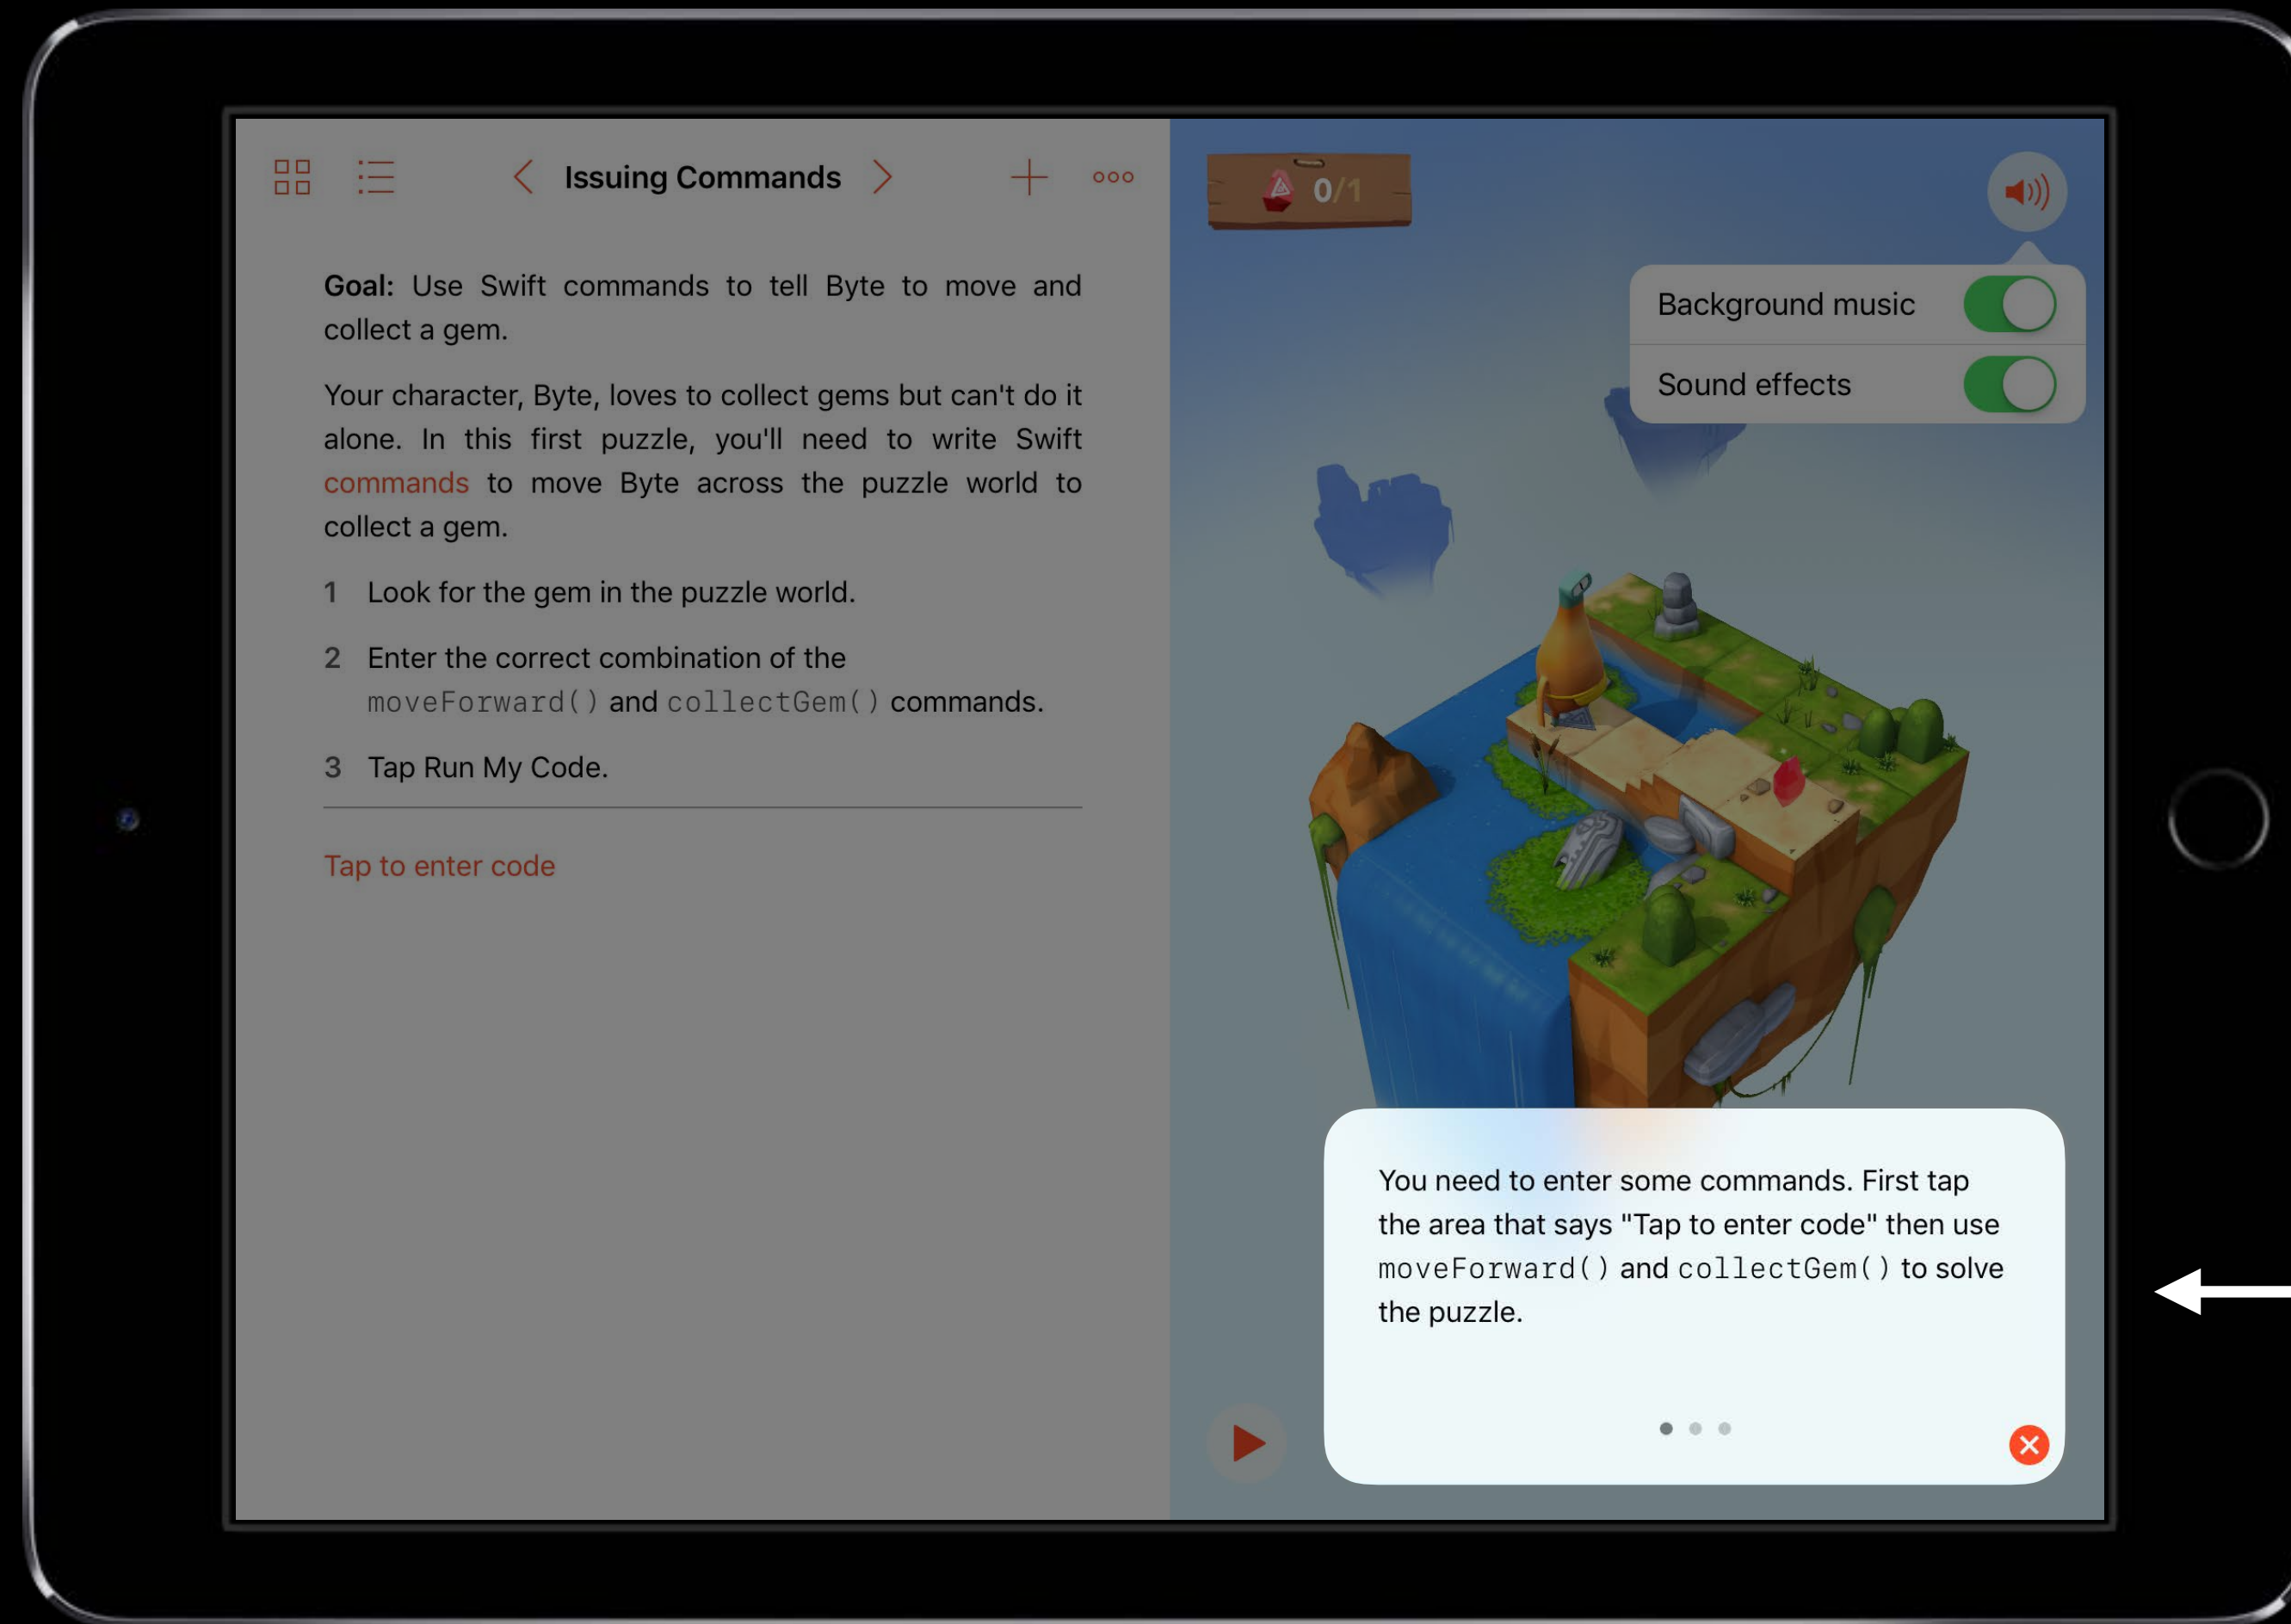 Issuing Commands
Goal: Use Swift commands to tell Byte to move and
collect a gem.
Your character, Byte, loves to collect gems but can't do it
alone. In this first puzzle, you'll need to write Swift
commands to move Byte across the puzzle world to
collect a gem.
1 Look for the gem in the puzzle world.
2 Enter the correct combination of the
moveForward() and collectGem() commands.
3 Tap Run My Code.
Tap to enter code
0/1
Background music
Sound effects
You need to enter some commands. First tap
the area that says "Tap to enter code" then use
moveForward() and collectGem() to solve
the puzzle.